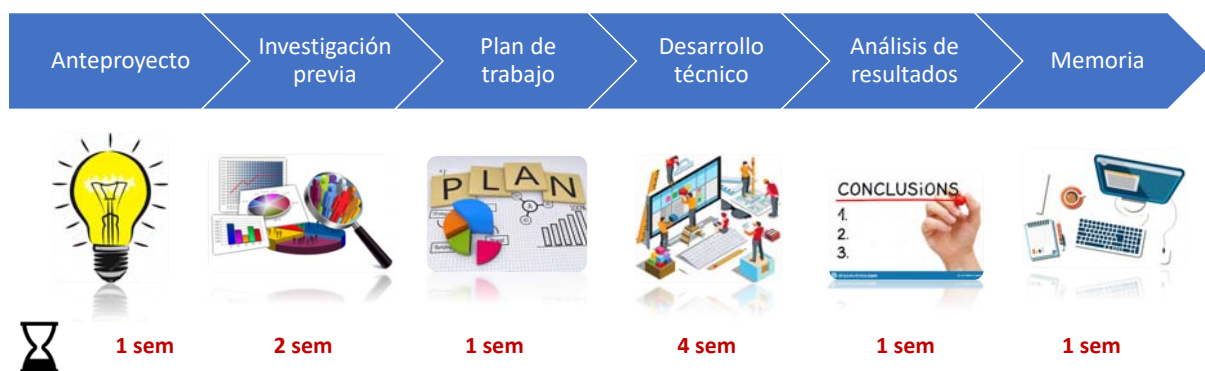 Anteproyecto
Investigación
previa
Plan de
trabajo
Desarrollo
técnico
Análisis de
resultados
Memoria
PLAN
CONCLUSiONS
1.
2.
3.
1 sem
2 sem
1 sem
4 sem
1 sem
1 sem